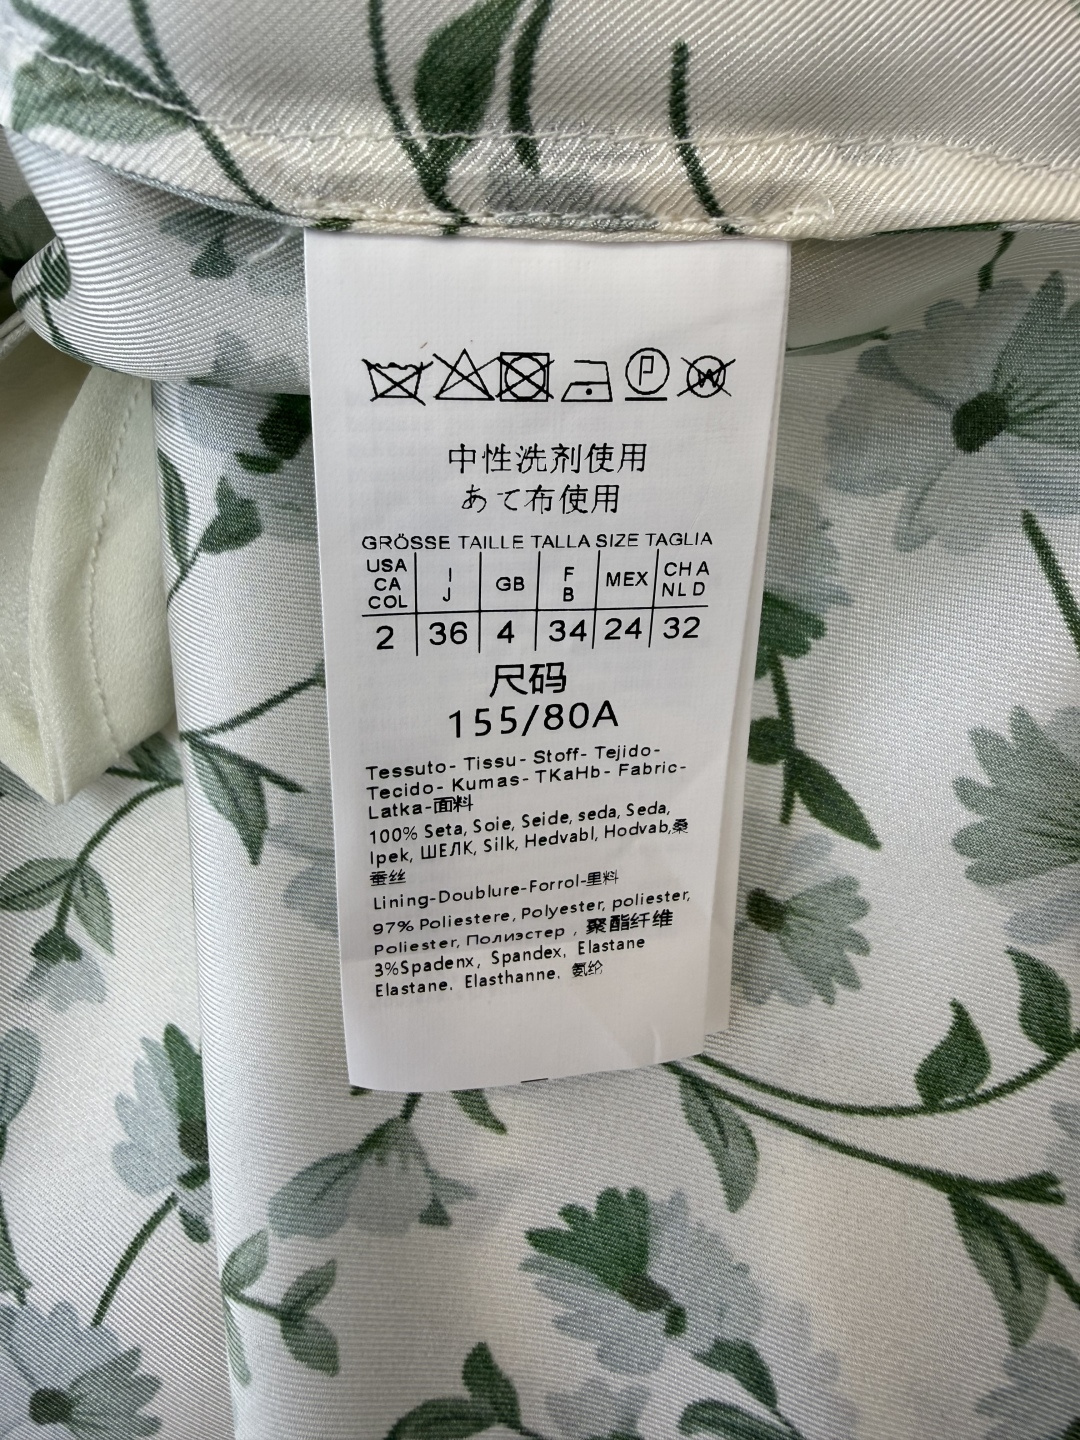 P W
中性洗剂使用
あて布使用
GRÖSSE TAILLE TALLA SIZE TAGLIA
USA CA COL I J GB F B MEX CH A NL D
2 36 4 34 24 32
尺码
155/80A
Tessuto- Tissu- Stoff- Tejido-
Tecido- Kumas- TKaHb- Fabric-
Latka-面料
100% Seta, Soie, Seide, seda, Seda,
Ipek, ШЕЛК, Silk, Hedvabl, Hodvab,桑
蚕丝
Lining-Doublure-Forrol-里料
97% Poliestere, Polyester, poliester,
Poliester, Полиэстер , 聚酯纤维
3%Spadenx, Spandex, Elastane
Elastane, Elasthanne, 氨纶